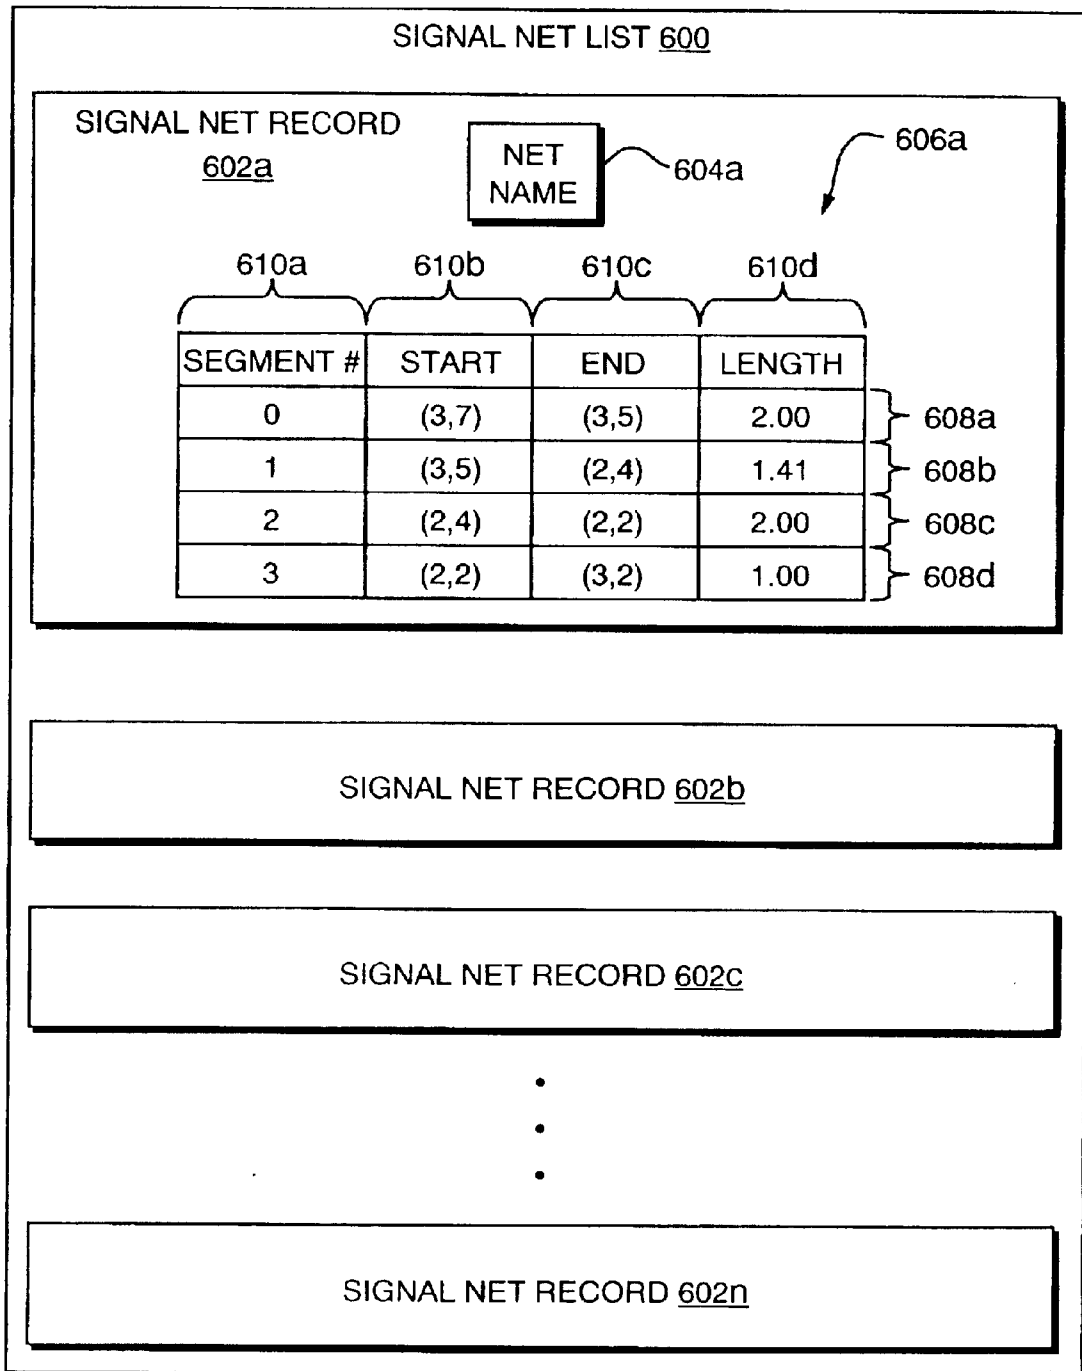 SIGNAL NET LIST 600
SIGNAL NET RECORD
602a
NET
NAME
604a
606a
610a 610b 610c 610d
SEGMENT # START END LENGTH
0 (3,7) (3,5) 2.00 608a
1 (3,5) (2,4) 1.41 608b
2 (2,4) (2,2) 2.00 608c
3 (2,2) (3,2) 1.00 608d
SIGNAL NET RECORD 602b
SIGNAL NET RECORD 602c
SIGNAL NET RECORD 602n